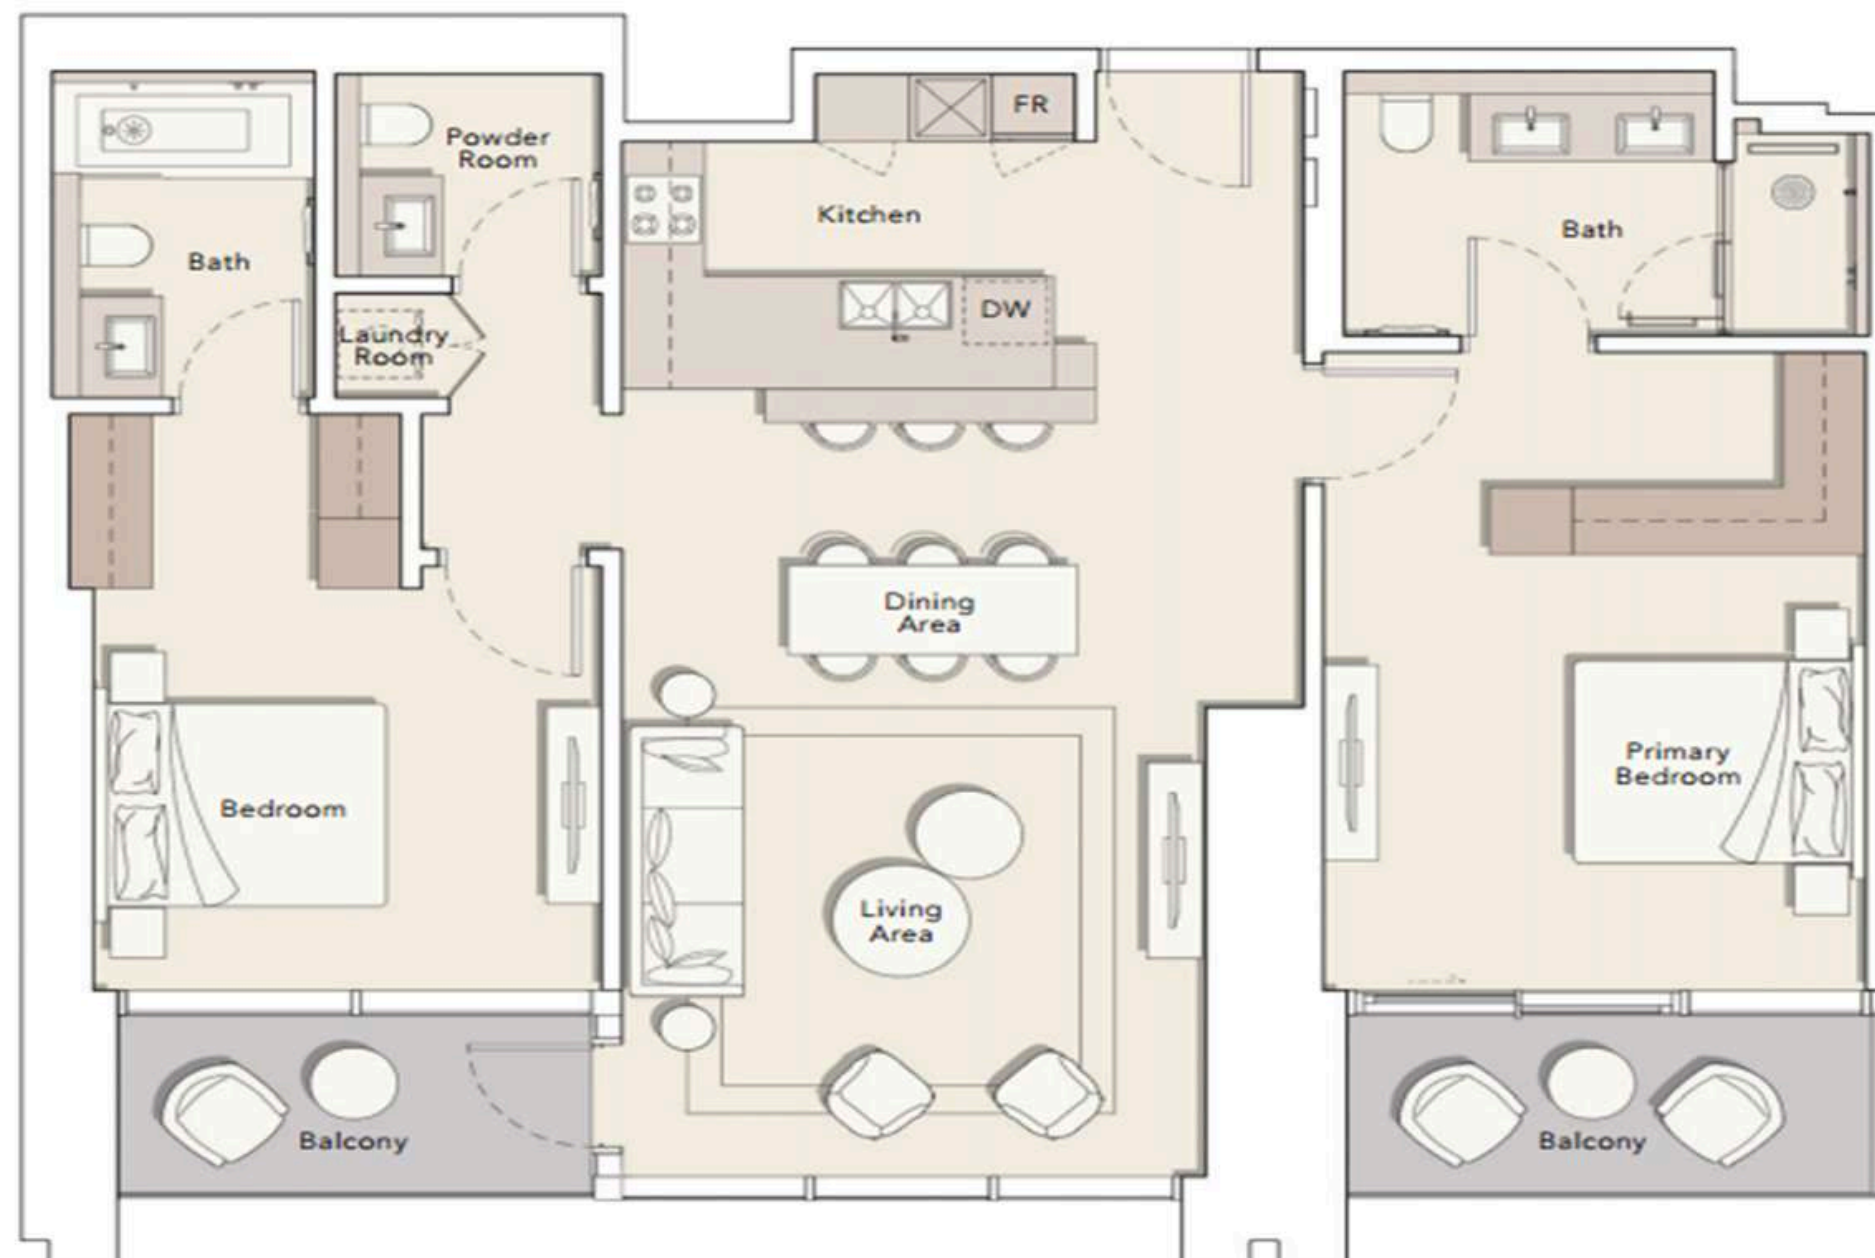 FR
Powder
Room
Kitchen
Bath
Bath
DW
Laundry
Room
Dining
Area
Primary
Bedroom
Bedroom
Living
Area
Balcony
Balcony